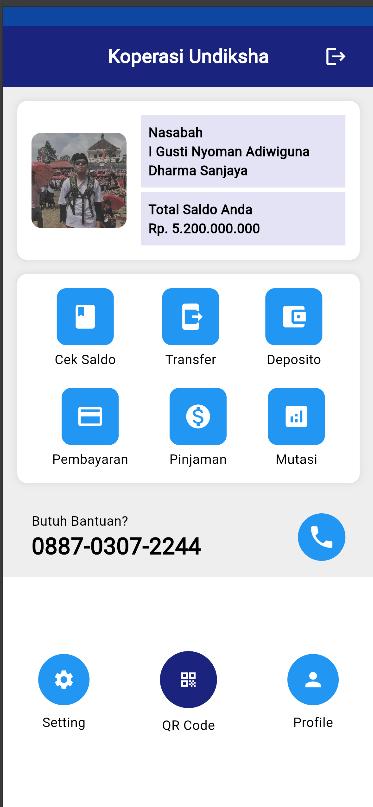 Koperasi Undiksha
Nasabah
I Gusti Nyoman Adiwiguna
Dharma Sanjaya
Total Saldo Anda
Rp. 5.200.000.000
Cek Saldo
Transfer
Deposito
Pembayaran
Pinjaman
Mutasi
Butuh Bantuan?
0887-0307-2244
Setting
QR Code
Profile